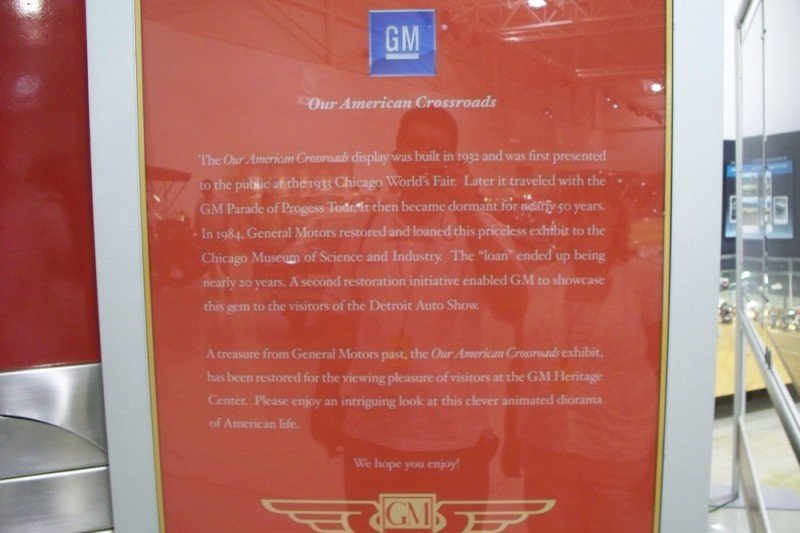 GM
Our American Crossroads
The Our American Crossroads display was built in 1932 and was first presented
to the public at the 1933 Chicago World's Fair. Later it traveled with the
GM Parade of Progess Tour. It then became dormant for nearly 50 years.
In 1984, General Motors restored and loaned this priceless exhibit to the
Chicago Museum of Science and Industry. The "loan" ended up being
nearly 20 years. A second restoration initiative enabled GM to showcase
this gem to the visitors of the Detroit Auto Show.
A treasure from General Motors past, the Our American Crossroads exhibit,
has been restored for the viewing pleasure of visitors at the GM Heritage
Center. Please enjoy an intriguing look at this clever animated diorama
of American life.
We hope you enjoy!
GM